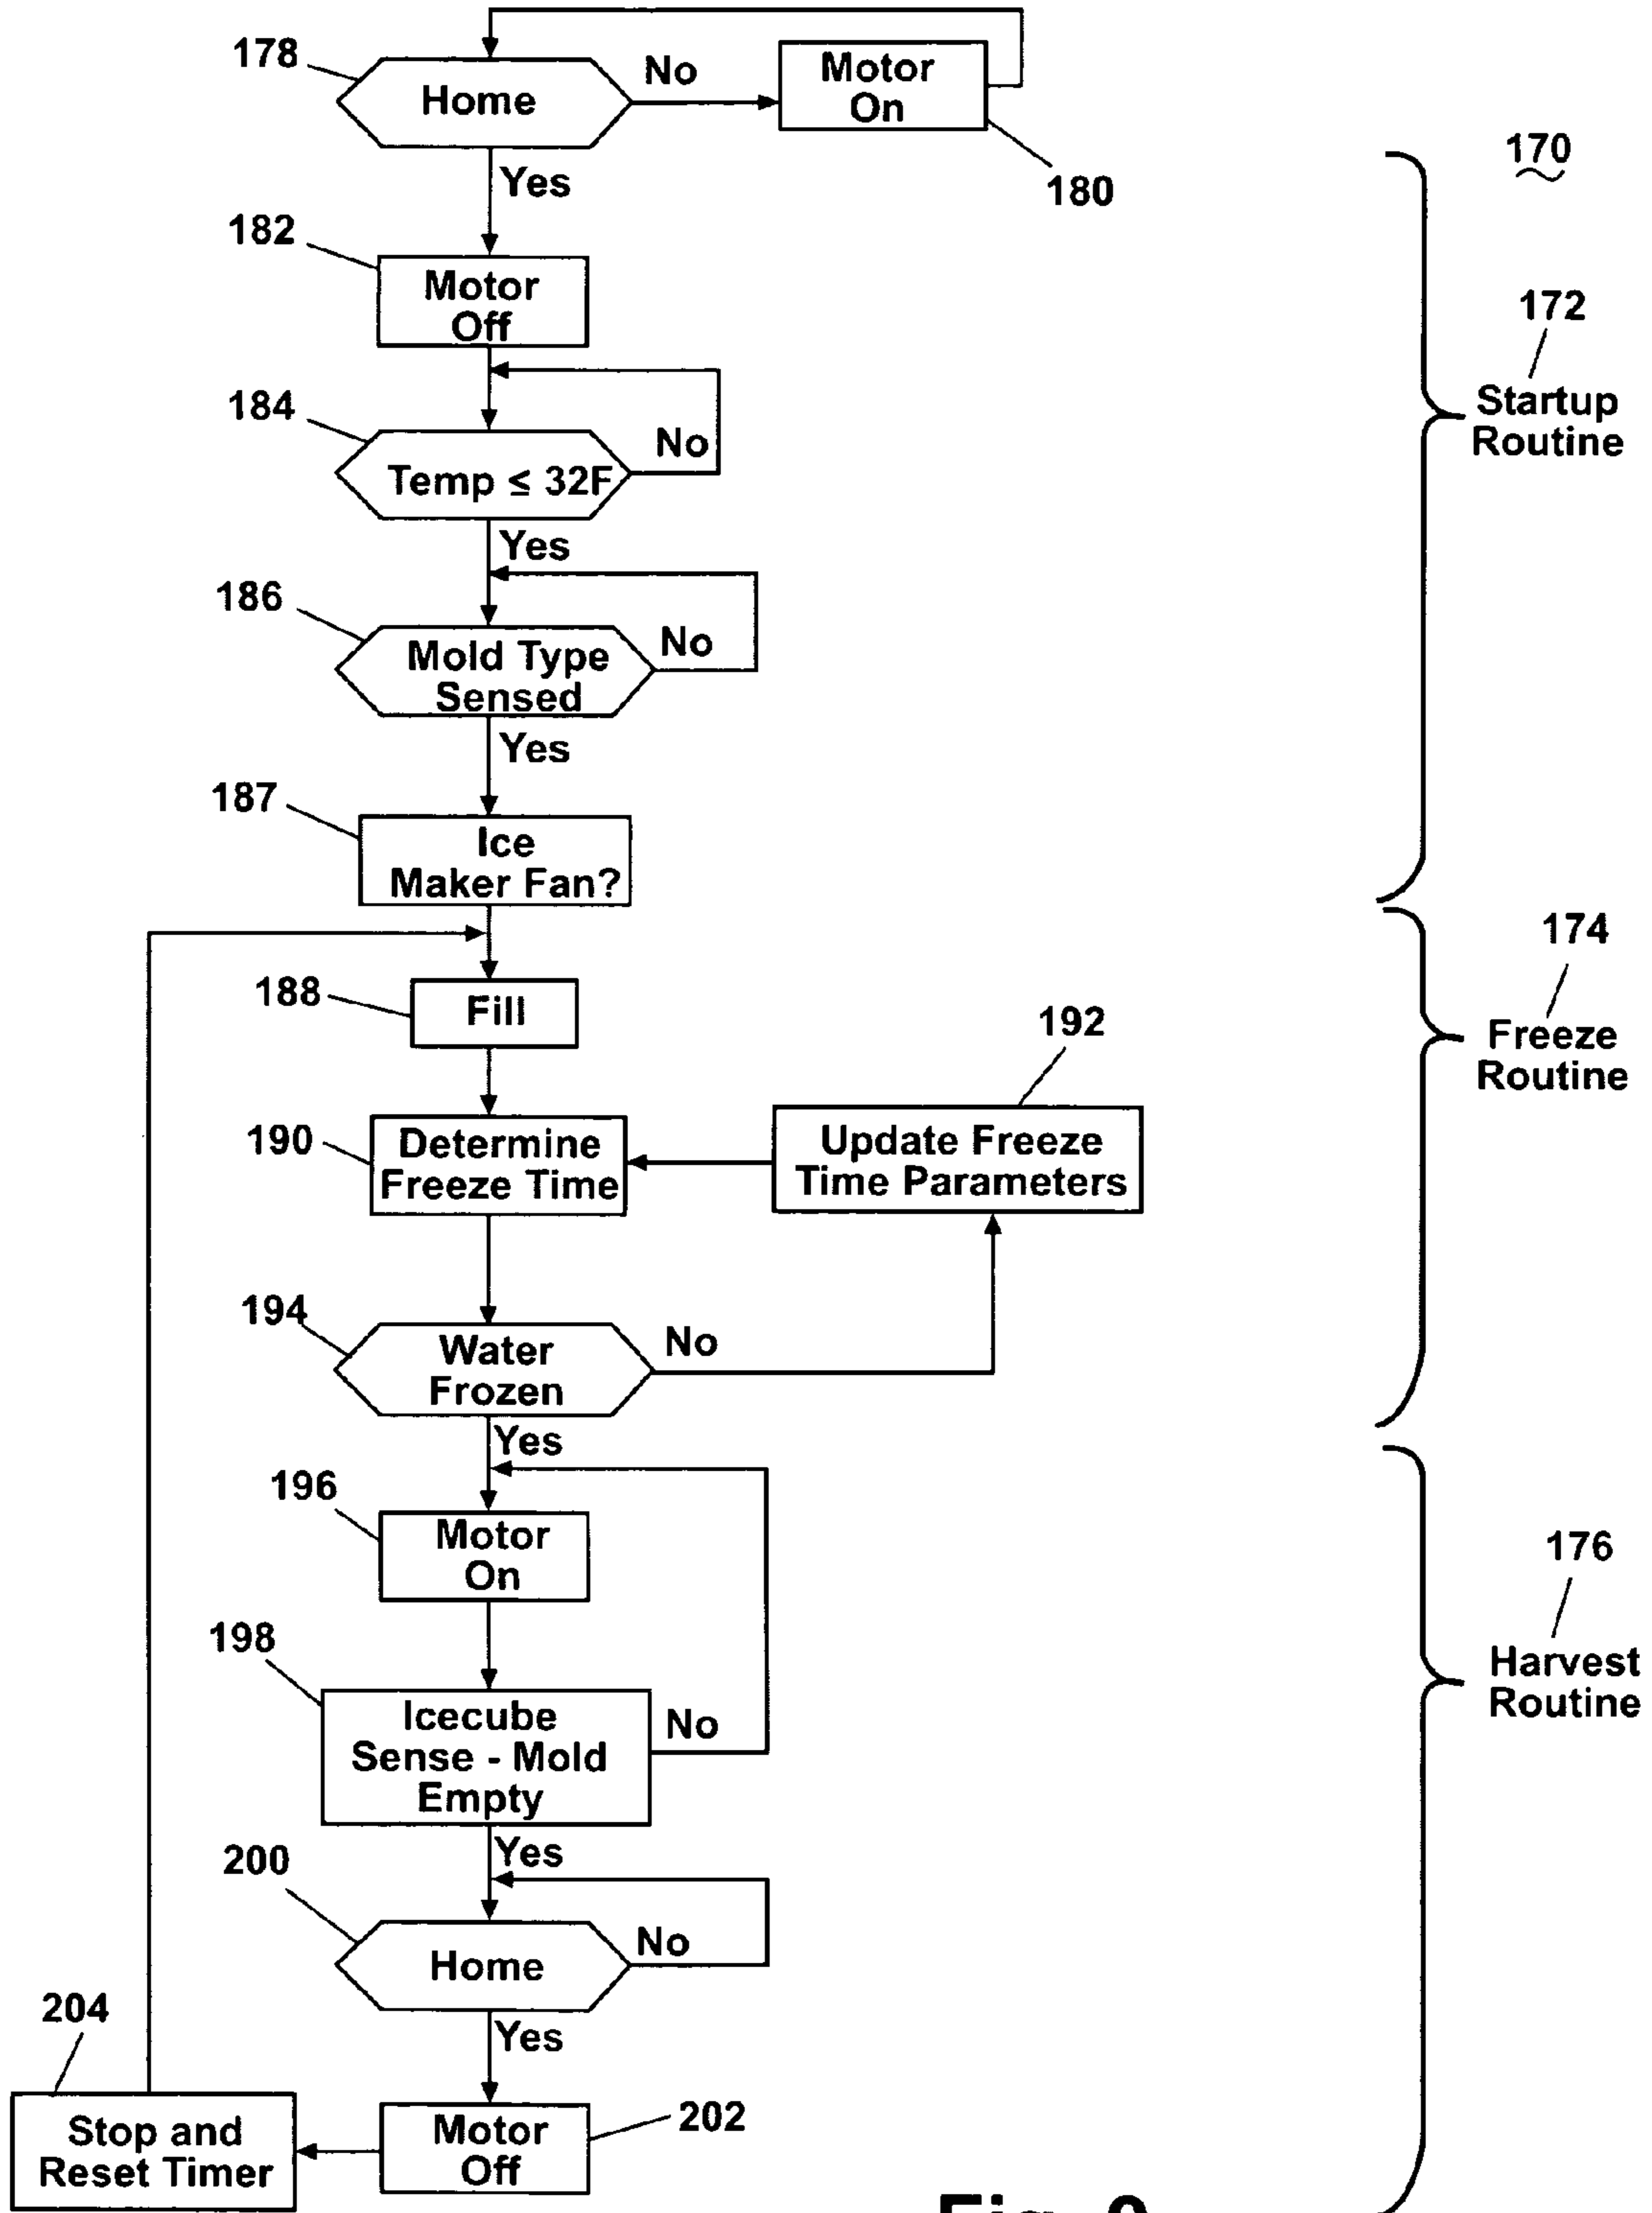 178
Home
No
Motor
On
180
Yes
170
182
Motor
Off
172
Startup
Routine
184
Temp ≤ 32F
No
Yes
186
Mold Type
Sensed
No
Yes
187
Ice
Maker Fan?
174
Freeze
Routine
188
Fill
192
Update Freeze
Time Parameters
190
Determine
Freeze Time
194
Water
Frozen
No
Yes
196
Motor
On
176
Harvest
Routine
198
Icecube
Sense - Mold
Empty
No
Yes
200
Home
No
Yes
204
Stop and
Reset Timer
Motor
Off
202